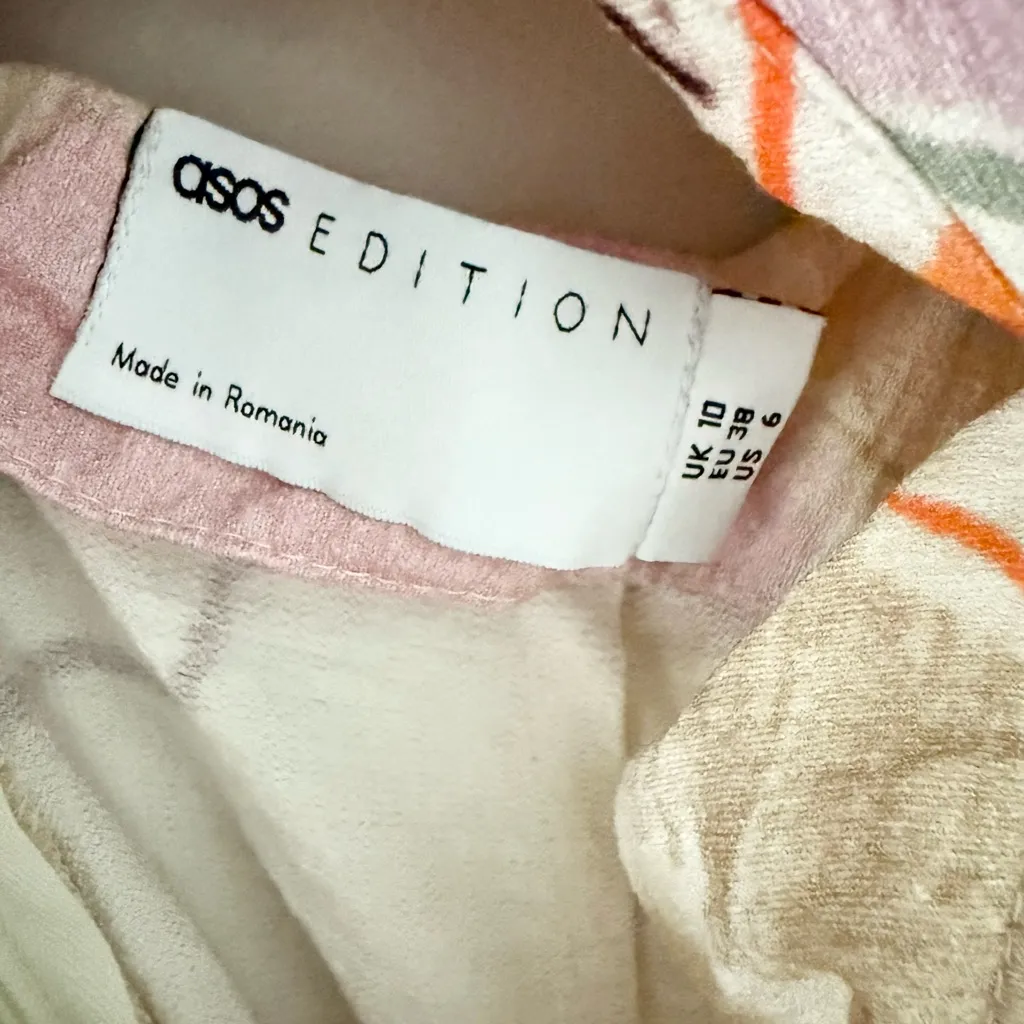 asos EDITION
Made in Romania
UK 10
EU 38
US 6